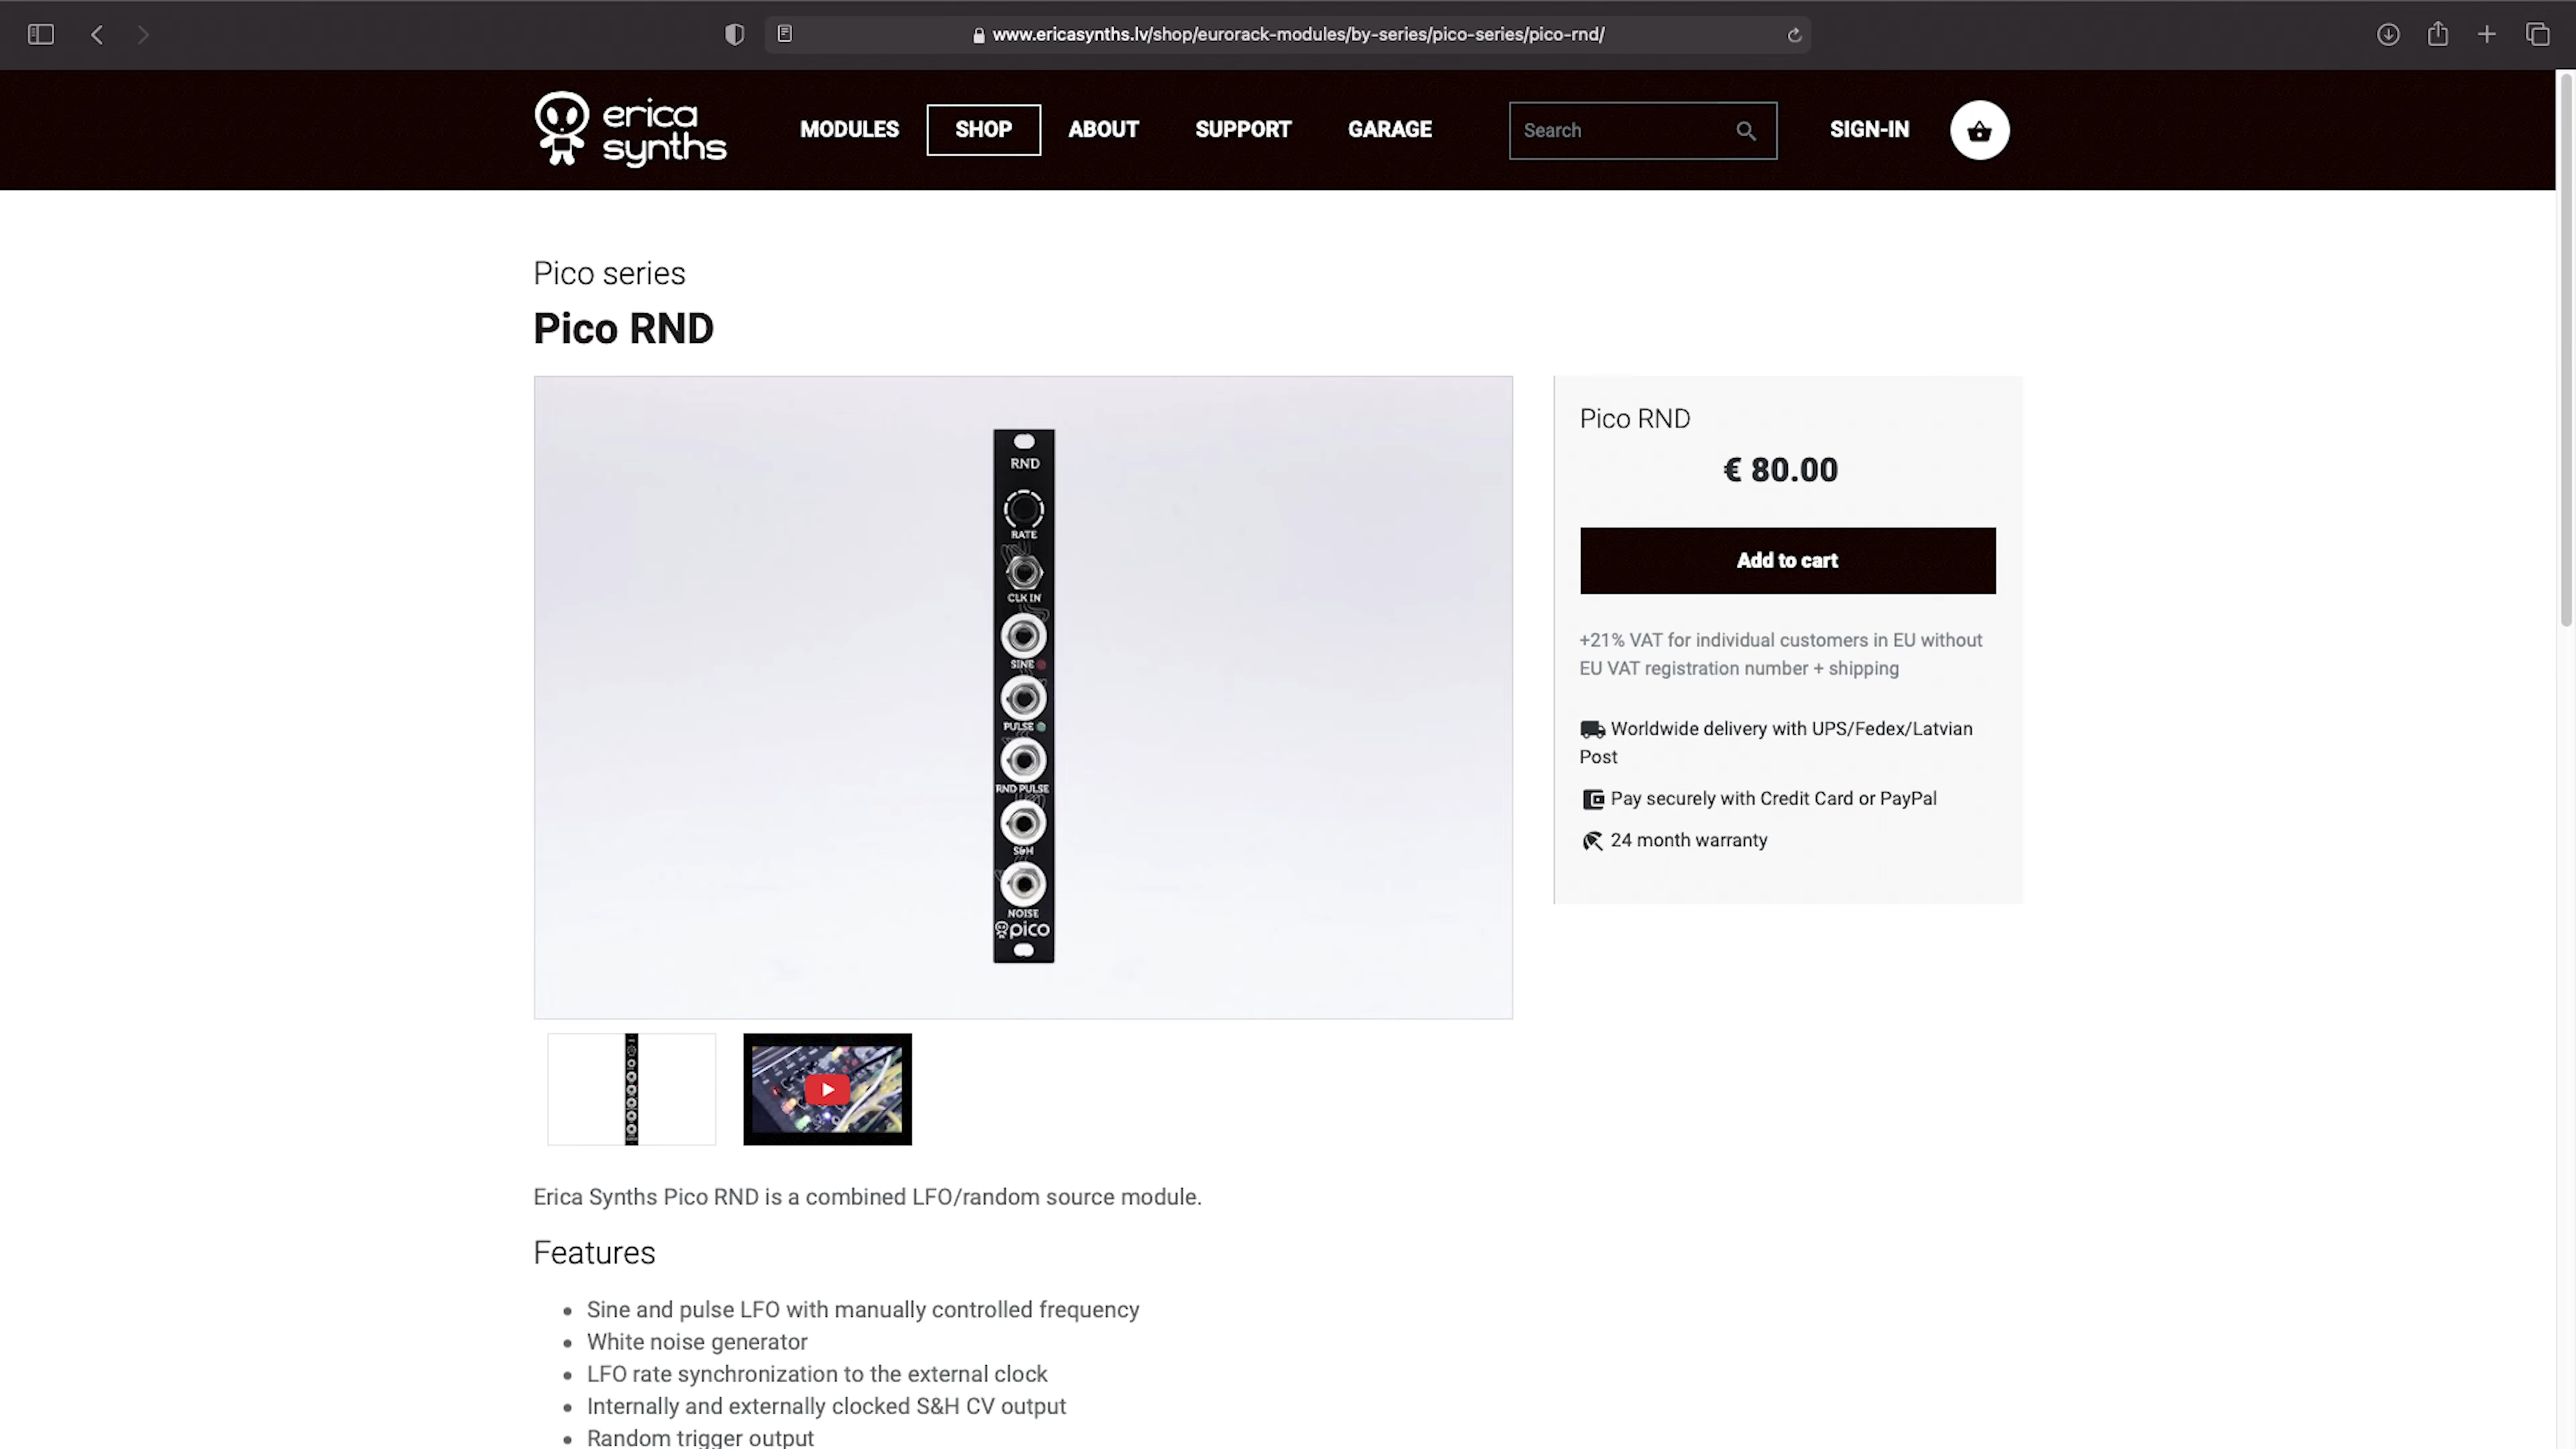 www.ericasynths.lv/shop/eurorack-modules/by-series/pico-series/pico-rnd/
erica
synths
MODULES
SHOP
ABOUT
SUPPORT
GARAGE
Search
SIGN-IN
Pico series
Pico RND
RND
RATE
CLK IN
SINE
PULSE
RND PULSE
S&H
NOISE
pico
Pico RND
€ 80.00
Add to cart
+21% VAT for individual customers in EU without
EU VAT registration number + shipping
Worldwide delivery with UPS/Fedex/Latvian
Post
Pay securely with Credit Card or PayPal
24 month warranty
Erica Synths Pico RND is a combined LFO/random source module.
Features
• Sine and pulse LFO with manually controlled frequency
• White noise generator
• LFO rate synchronization to the external clock
• Internally and externally clocked S&H CV output
• Random trigger output